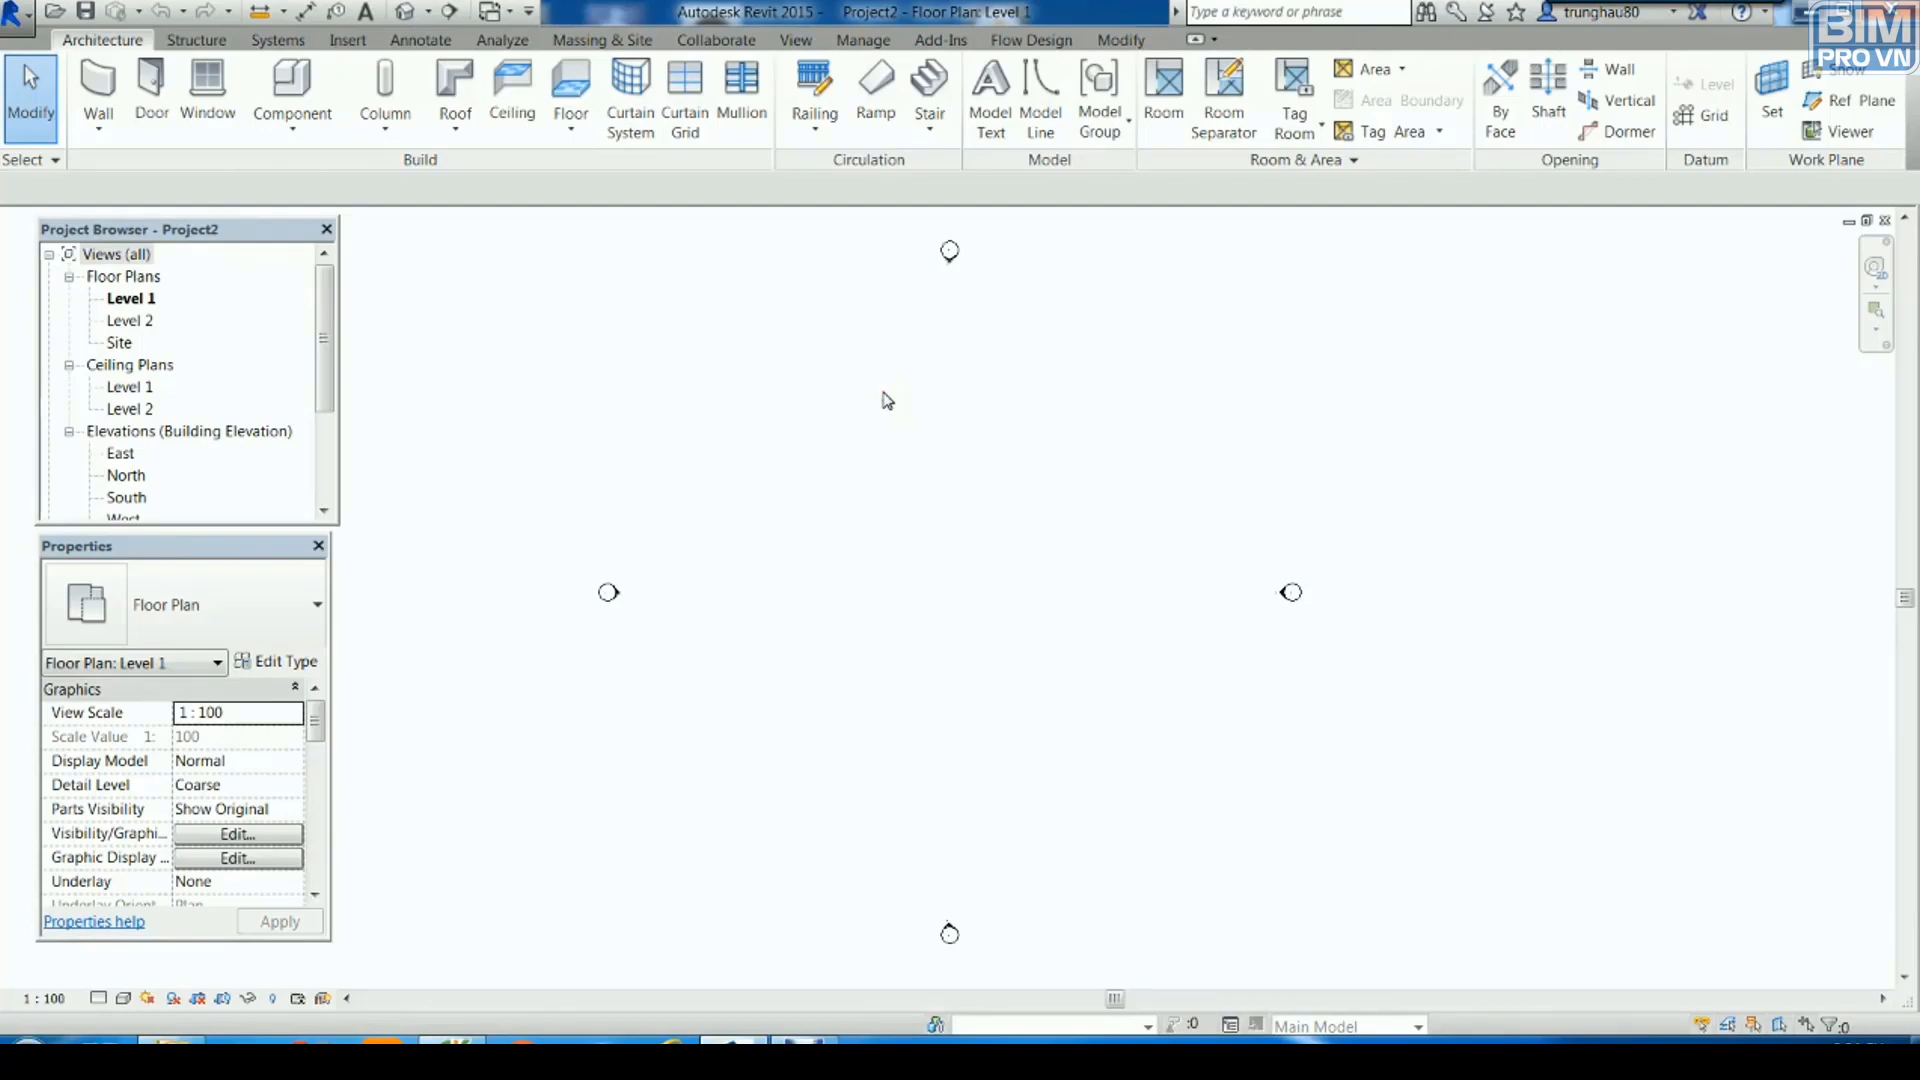 Autodesk Revit 2015 - Project2 - Floor Plan: Level 1
Type a keyword or phrase
trunghau80
BIM
PRO VN
Architecture Structure Systems Insert Annotate Analyze Massing & Site Collaborate View Manage Add-Ins Flow Design Modify
Modify
Wall
Door
Window
Component
Column
Roof
Ceiling
Floor
Curtain
System
Curtain
Grid
Mullion
Railing
Ramp
Stair
Model
Text
Model
Line
Model
Group
Room
Room
Separator
Tag
Room
Area
Area Boundary
Tag Area
By
Face
Shaft
Wall
Vertical
Dormer
Level
Grid
Set
Show
Ref Plane
Viewer
Select
Build
Circulation
Model
Room & Area
Opening
Datum
Work Plane
Project Browser - Project2
Views (all)
Floor Plans
Level 1
Level 2
Site
Ceiling Plans
Level 1
Level 2
Elevations (Building Elevation)
East
North
South
West
2D
Properties
Floor Plan
Floor Plan: Level 1
Edit Type
Graphics
View Scale 1 : 100
Scale Value 1: 100
Display Model Normal
Detail Level Coarse
Parts Visibility Show Original
Visibility/Graphi... Edit...
Graphic Display ... Edit...
Underlay None
Underlay Orient... Plan
Properties help
Apply
1 : 100
:0
Main Model
:0